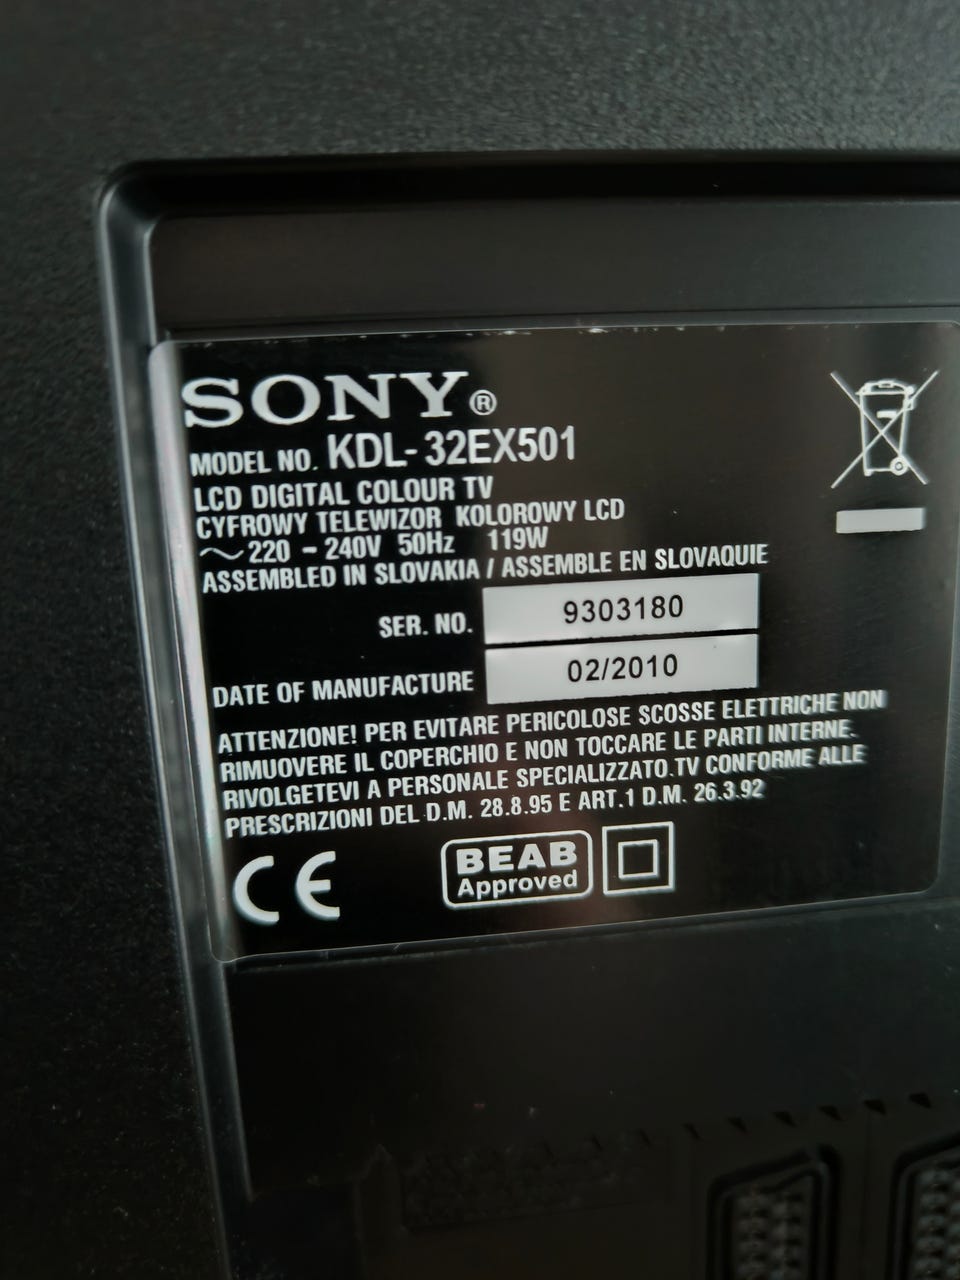 SONY®
MODEL NO. KDL-32EX501
LCD DIGITAL COLOUR TV
CYFROWY TELEWIZOR KOLOROWY LCD
~220 - 240V 50Hz 119W
ASSEMBLED IN SLOVAKIA / ASSEMBLE EN SLOVAQUIE
SER. NO. 9303180
DATE OF MANUFACTURE 02/2010
ATTENZIONE! PER EVITARE PERICOLOSE SCOSSE ELETTRICHE NON
RIMUOVERE IL COPERCHIO E NON TOCCARE LE PARTI INTERNE.
RIVOLGETEVI A PERSONALE SPECIALIZZATO.TV CONFORME ALLE
PRESCRIZIONI DEL D.M. 28.8.95 E ART.1 D.M. 26.3.92
CE BEAB
Approved